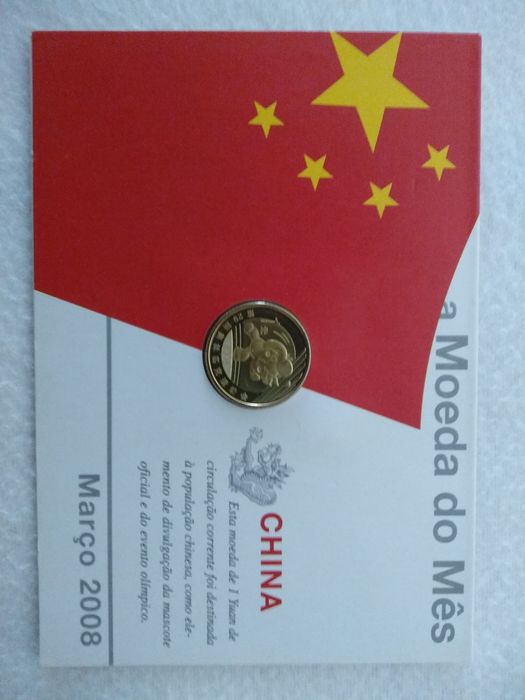 a Moeda do Mês
CHINA
Esta moeda de 1 Yuan de
circulação corrente foi destinada
à população chinesa, como ele-
mento de divulgação da mascote
oficial e do evento olímpico.
Março 2008